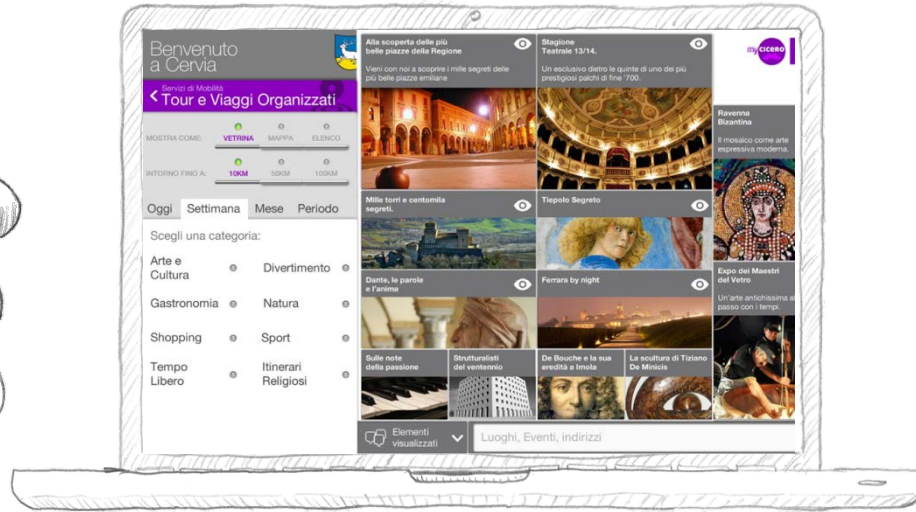 Benvenuto
a Cervia
Servizi di Mobilità
Tour e Viaggi Organizzati
MOSTRA COME:
VETRINA
MAPPA
ELENCO
INTORNO FINO A:
10KM
50KM
100KM
Oggi
Settimana
Mese
Periodo
Scegli una categoria:
Arte e
Cultura
Divertimento
Gastronomia
Natura
Shopping
Sport
Tempo
Libero
Itinerari
Religiosi
Alla scoperta delle più
belle piazze della Regione
Vieni con noi a scoprire i mille segreti delle
più belle piazze emiliane
Stagione
Teatrale 13/14.
Un esclusivo dietro le quinte di uno dei più
prestigiosi palchi di fine '700.
mycicero
Ravenna
Bizantina
Il mosaico come arte
espressiva moderna.
Mille torri e centomila
segreti.
Tiepolo Segreto
Dante, le parole
e l'anima
Ferrara by night
Expo dei Maestri
del Vetro
Un'arte antichissima al
passo con i tempi.
Sulle note
della passione
Strutturalisti
del ventennio
De Bouche e la sua
eredità a Imola
La scultura di Tiziano
De Minicis
Elementi
visualizzati
Luoghi, Eventi, indirizzi